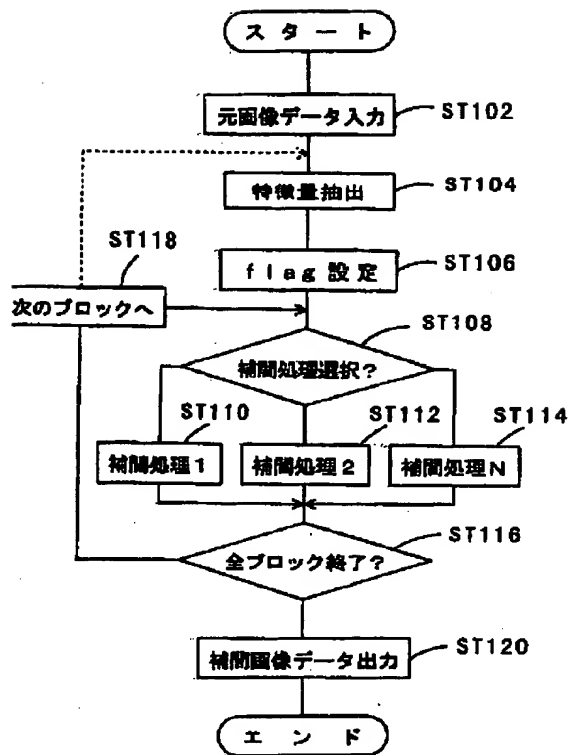 スタート
元画像データ入力
ST102
特徴量抽出
ST104
ST118
flag 設定
ST106
次のブロックへ
ST108
補間処理選択?
ST110
ST112
ST114
補間処理1
補間処理2
補間処理N
ST116
全ブロック終了?
補間画像データ出力
ST120
エンド